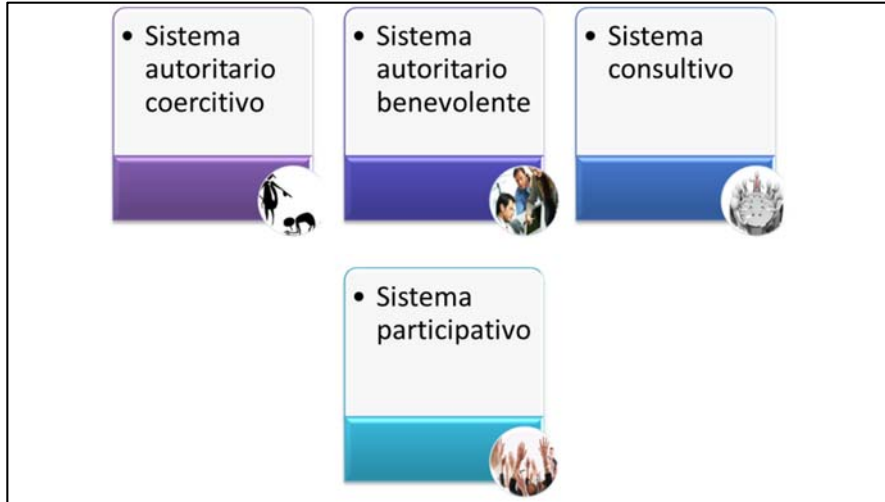 • Sistema
autoritario
coercitivo
• Sistema
autoritario
benevolente
• Sistema
consultivo
• Sistema
participativo